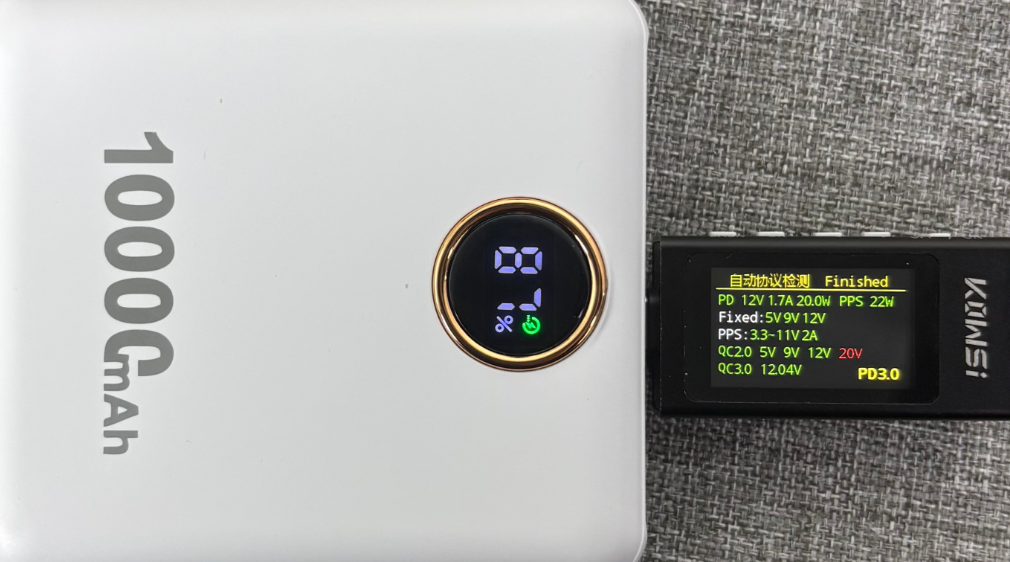 10000mAh
87%
自动协议检测 Finished
PD 12V 1.7A 20.0W PPS 22W
Fixed:5V 9V 12V
PPS:3.3~11V 2A
QC2.0 5V 9V 12V 20V
QC3.0 12.04V
PD3.0
KOWSi